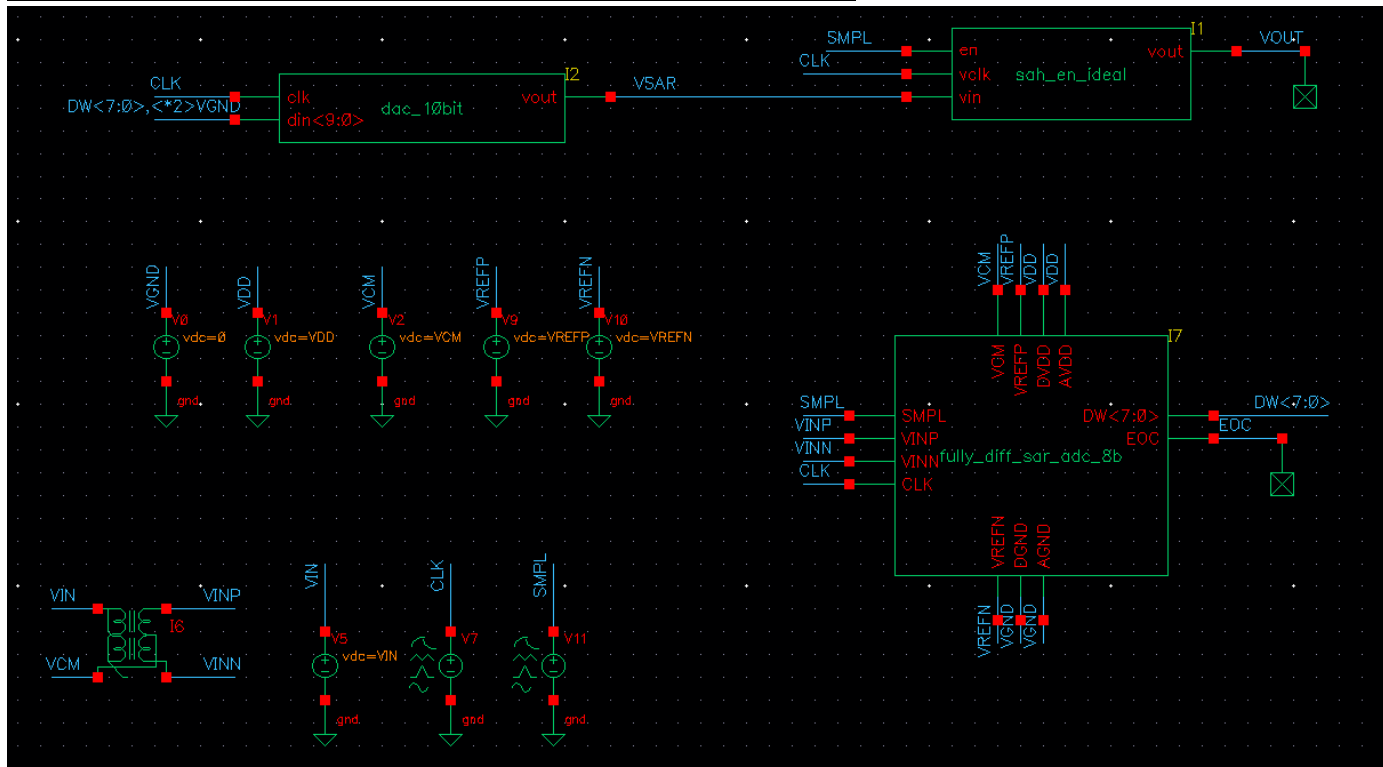 SMPL
I1
VOUT
en
vout
CLK
vclk
sah_en_ideal
vin
I2
VSAR
CLK
clk
vout
DW<7:0>,<*2>VGND
dac_10bit
din<9:0>
VGND
VDD
VCM
VREFP
VREFN
V0
V1
V2
V9
V10
vdc=0
vdc=VDD
vdc=VCM
vdc=VREFP
vdc=VREFN
gnd
gnd
gnd
gnd
gnd
VCM
VREFP
VDD
VDD
I7
VCM
VREFP
DVDD
AVDD
SMPL
SMPL
DW<7:0>
DW<7:0>
VINP
VINP
EOC
EOC
VINN
VINN
fully_diff_sar_adc_8b
CLK
CLK
VREFN
DGND
AGND
VREFN
VGND
VGND
VIN
VINP
I6
VCM
VINN
VIN
CLK
SMPL
V5
V7
V11
vdc=VIN
gnd
gnd
gnd